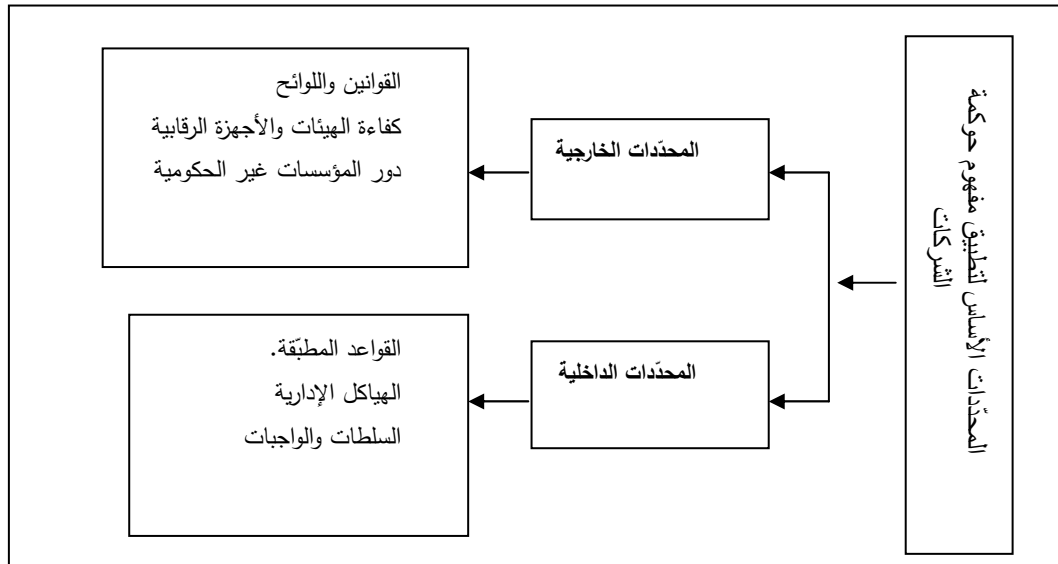 المحدّدات الأساس لتطبيق مفهوم حوكمة
الشركات
المحدّدات الخارجية
القوانين واللوائح
كفاءة الهيئات والأجهزة الرقابية
دور المؤسسات غير الحكومية
المحدّدات الداخلية
القواعد المطبّقة.
الهياكل الإدارية
السلطات والواجبات